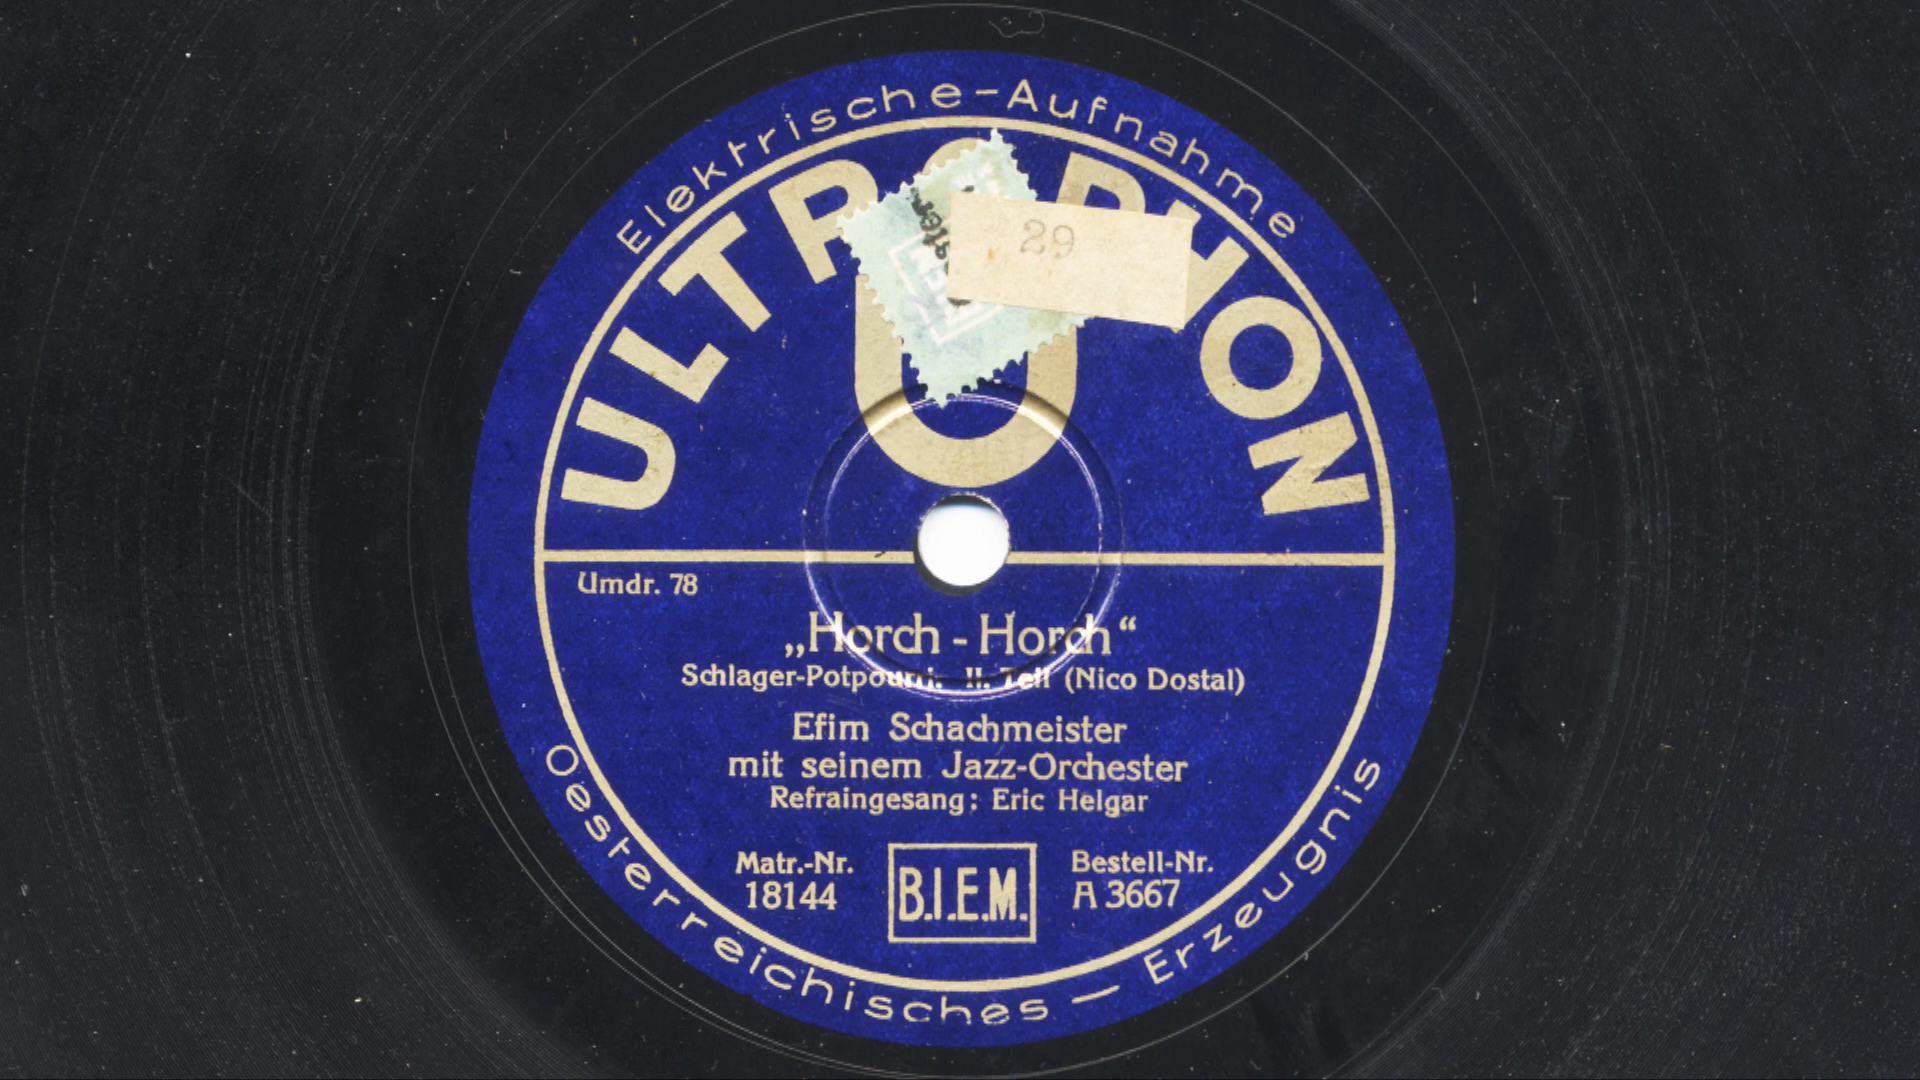 Elektrische-Aufnahme
ULTRAPHON
29
Umdr. 78
„Horch - Horch“
Schlager-Potpourri. II. Teil (Nico Dostal)
Efim Schachmeister
mit seinem Jazz-Orchester
Refraingesang: Eric Helgar
Matr.-Nr.
18144
B.I.E.M.
Bestell-Nr.
A 3667
Oesterreichisches — Erzeugnis